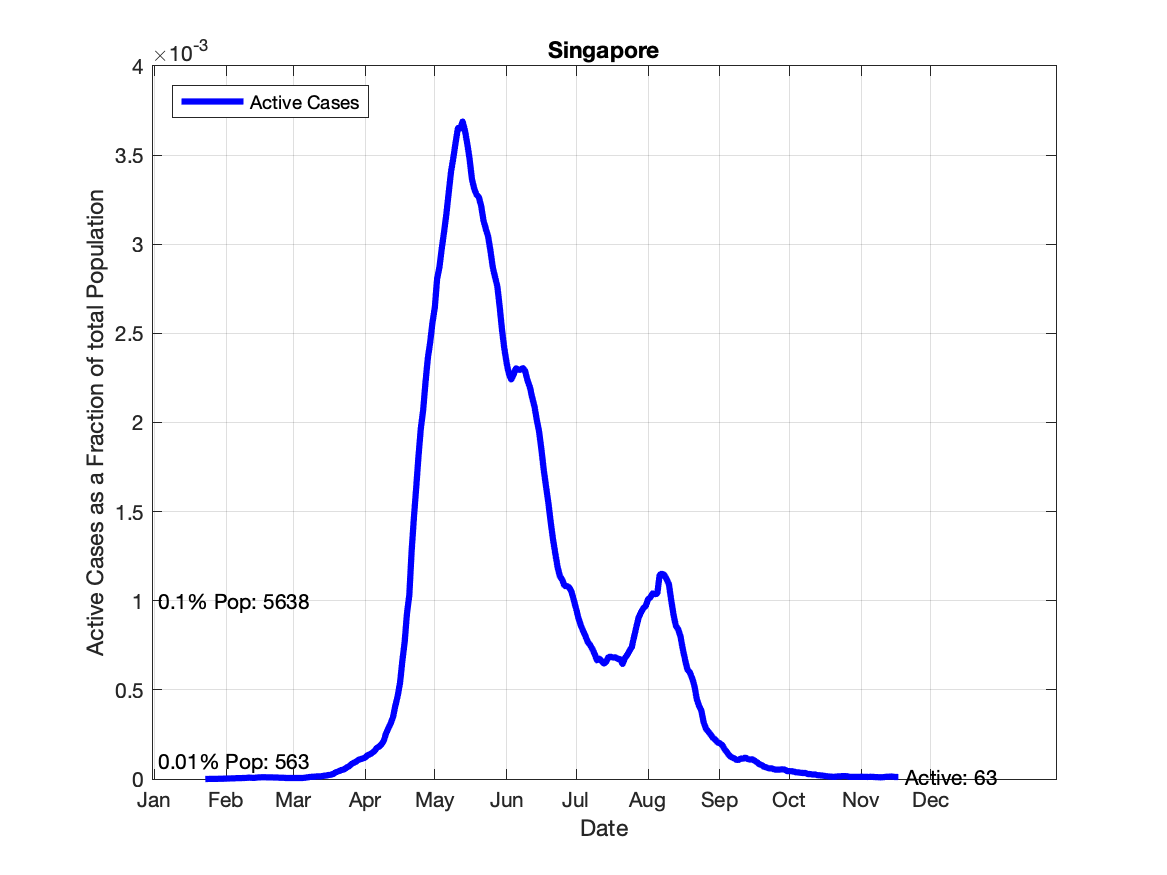 Singapore
×10-3
4
3.5
3
2.5
2
1.5
1
0.5
0
Active Cases as a Fraction of total Population
Active Cases
0.1% Pop: 5638
0.01% Pop: 563
Active: 63
Jan Feb Mar Apr May Jun Jul Aug Sep Oct Nov Dec
Date